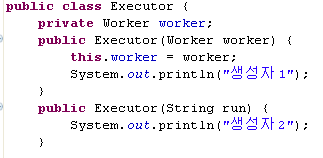 public class Executor {
    private Worker worker;
    public Executor(Worker worker) {
        this.worker = worker;
        System.out.println("생성자 1");
    }
    public Executor(String run) {
        System.out.println("생성자 2");
    }